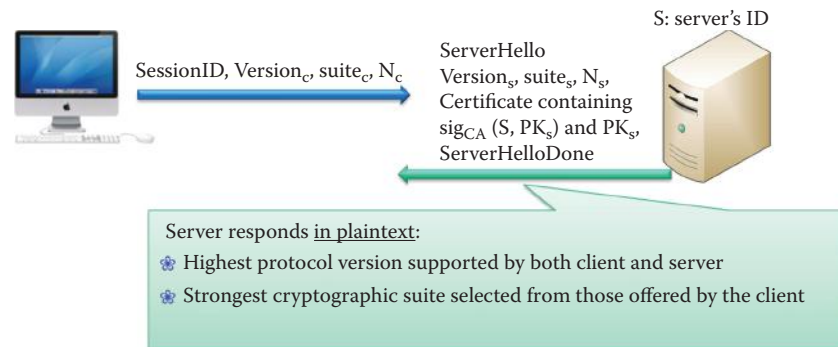 S: server's ID
SessionID, Version_c, suite_c, N_c
ServerHello
Version_s, suite_s, N_s,
Certificate containing
sig_CA (S, PK_s) and PK_s,
ServerHelloDone
Server responds in plaintext:
Highest protocol version supported by both client and server
Strongest cryptographic suite selected from those offered by the client